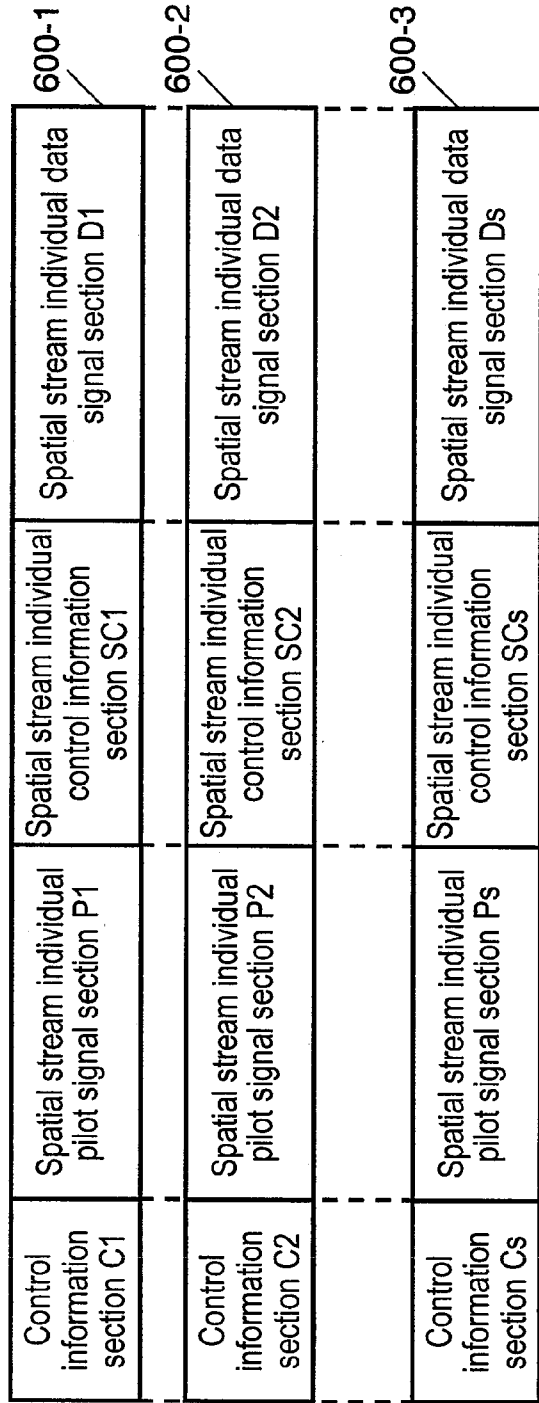 Control
information
section C1
Spatial stream individual
pilot signal section P1
Spatial stream individual
control information
section SC1
Spatial stream individual data
signal section D1
600-1
Control
information
section C2
Spatial stream individual
pilot signal section P2
Spatial stream individual
control information
section SC2
Spatial stream individual data
signal section D2
600-2
Control
information
section Cs
Spatial stream individual
pilot signal section Ps
Spatial stream individual
control information
section SCs
Spatial stream individual data
signal section Ds
600-3